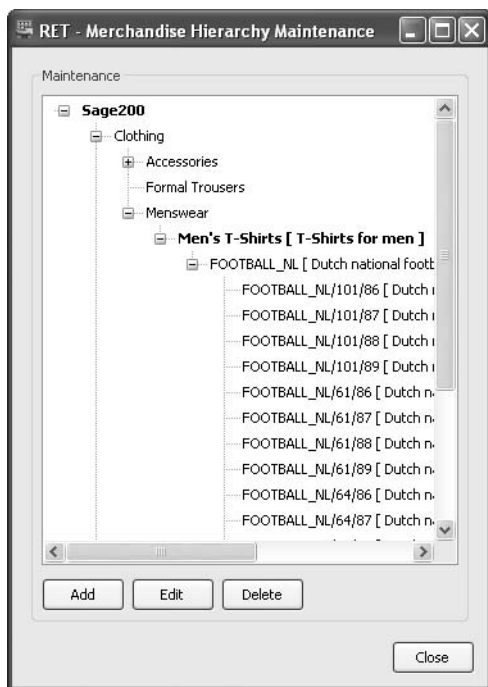 RET - Merchandise Hierarchy Maintenance
Maintenance
Sage200
Clothing
Accessories
Formal Trousers
Menswear
Men's T-Shirts [ T-Shirts for men ]
FOOTBALL_NL [ Dutch national footb
FOOTBALL_NL/101/86 [ Dutch
FOOTBALL_NL/101/87 [ Dutch
FOOTBALL_NL/101/88 [ Dutch
FOOTBALL_NL/101/89 [ Dutch
FOOTBALL_NL/61/86 [ Dutch n
FOOTBALL_NL/61/87 [ Dutch n
FOOTBALL_NL/61/88 [ Dutch n
FOOTBALL_NL/61/89 [ Dutch n
FOOTBALL_NL/64/86 [ Dutch n
FOOTBALL_NL/64/87 [ Dutch n
Add Edit Delete
Close